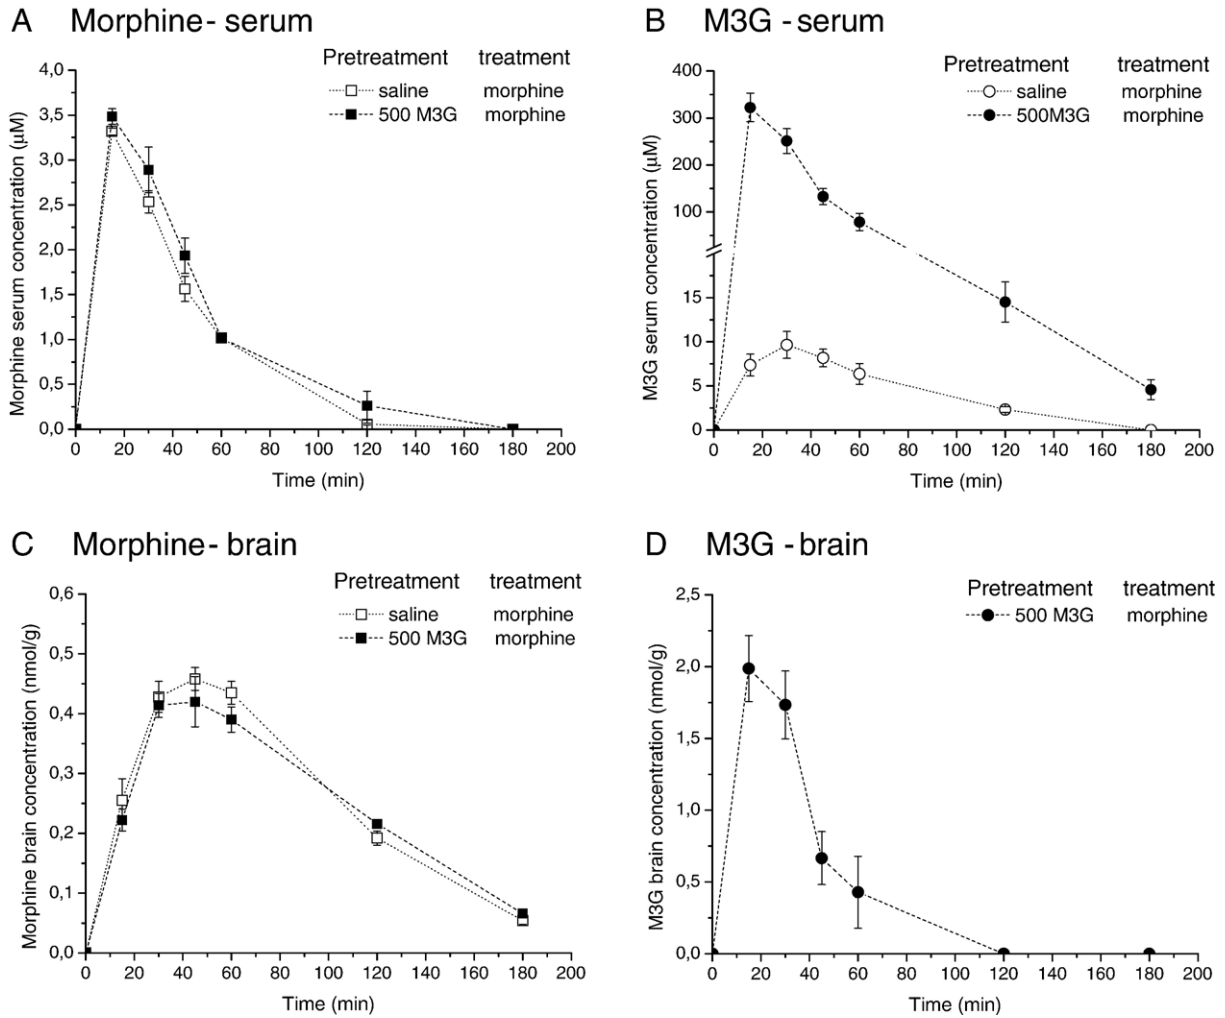 A Morphine- serum
Pretreatment treatment
saline morphine
500 M3G morphine
4,0
3,5
3,0
2,5
2,0
1,5
1,0
0,5
0,0
Morphine serum concentration (μM)
0 20 40 60 80 100 120 140 160 180 200
Time (min)
B M3G - serum
Pretreatment treatment
saline morphine
500M3G morphine
400
300
200
100
15
10
5
0
M3G serum concentration (μM)
0 20 40 60 80 100 120 140 160 180 200
Time (min)
C Morphine- brain
Pretreatment treatment
saline morphine
500 M3G morphine
0,6
0,5
0,4
0,3
0,2
0,1
0,0
Morphine brain concentration (nmol/g)
0 20 40 60 80 100 120 140 160 180 200
Time (min)
D M3G - brain
Pretreatment treatment
500 M3G morphine
2,5
2,0
1,5
1,0
0,5
0,0
M3G brain concentration (nmol/g)
0 20 40 60 80 100 120 140 160 180 200
Time (min)